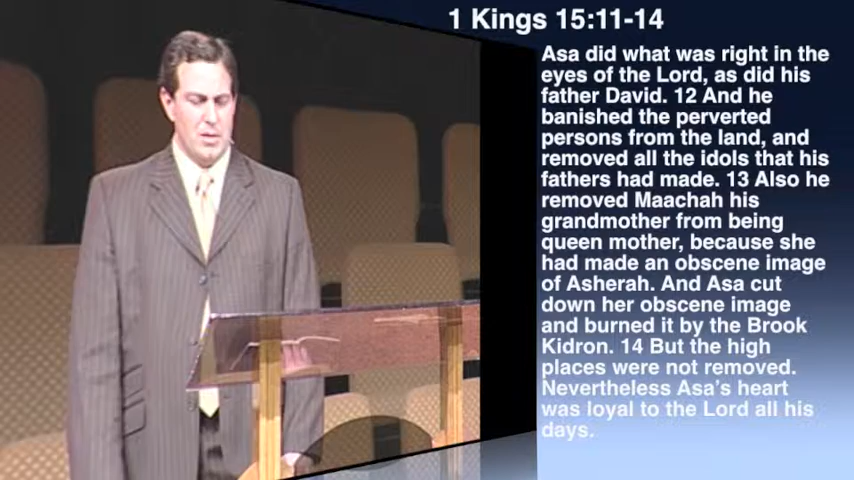 1 Kings 15:11-14
Asa did what was right in the
eyes of the Lord, as did his
father David. 12 And he
banished the perverted
persons from the land, and
removed all the idols that his
fathers had made. 13 Also he
removed Maachah his
grandmother from being
queen mother, because she
had made an obscene image
of Asherah. And Asa cut
down her obscene image
and burned it by the Brook
Kidron. 14 But the high
places were not removed.
Nevertheless Asa's heart
was loyal to the Lord all his
days.